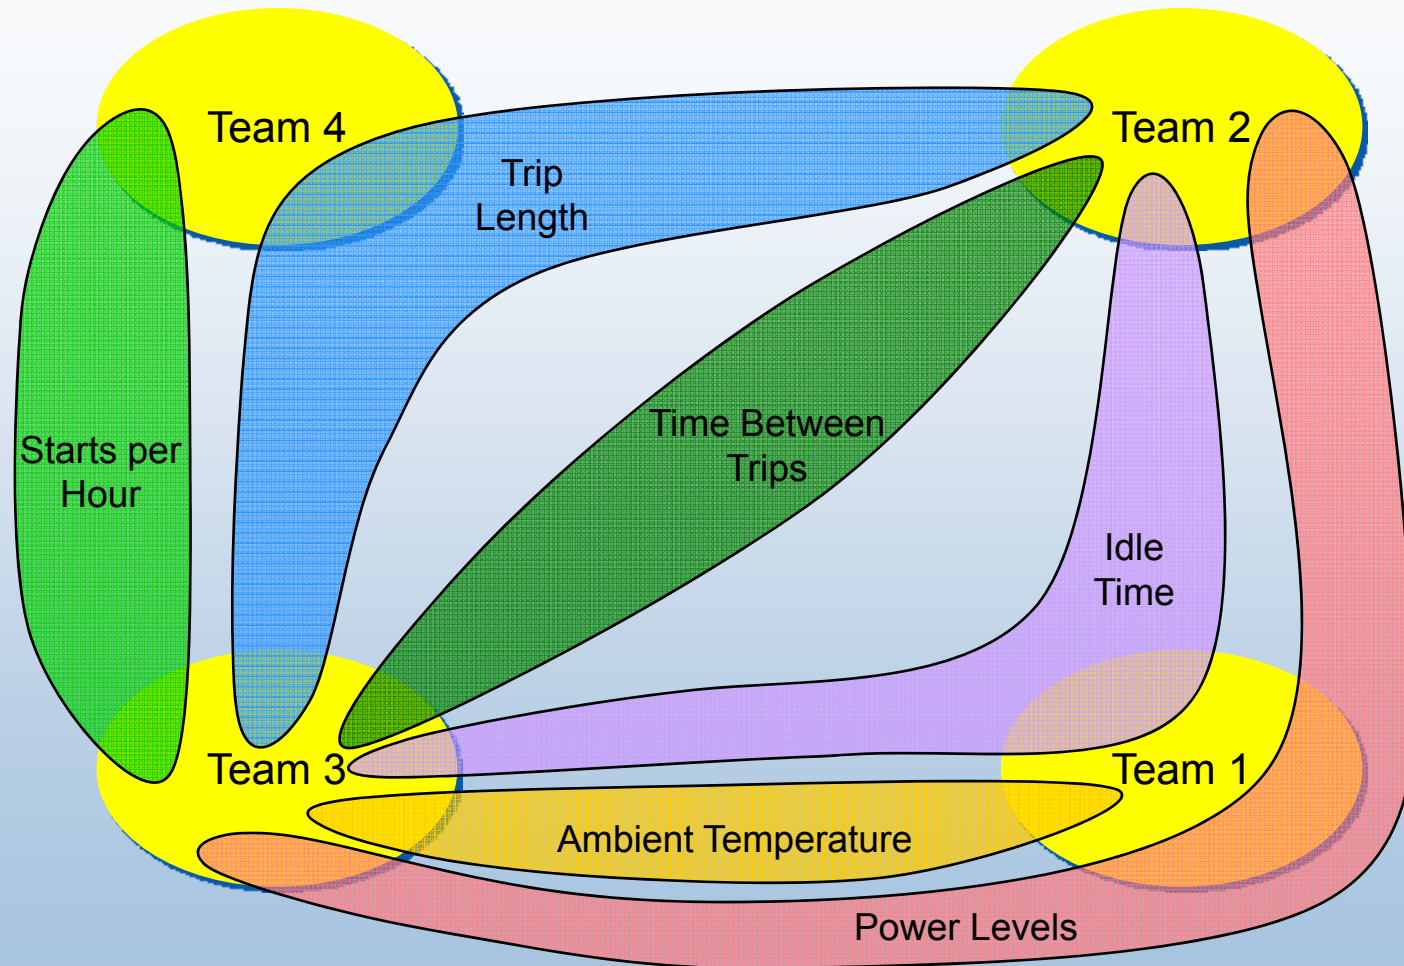 Team 4
Team 2
Trip
Length
Time Between
Trips
Starts per
Hour
Idle
Time
Team 3
Team 1
Ambient Temperature
Power Levels